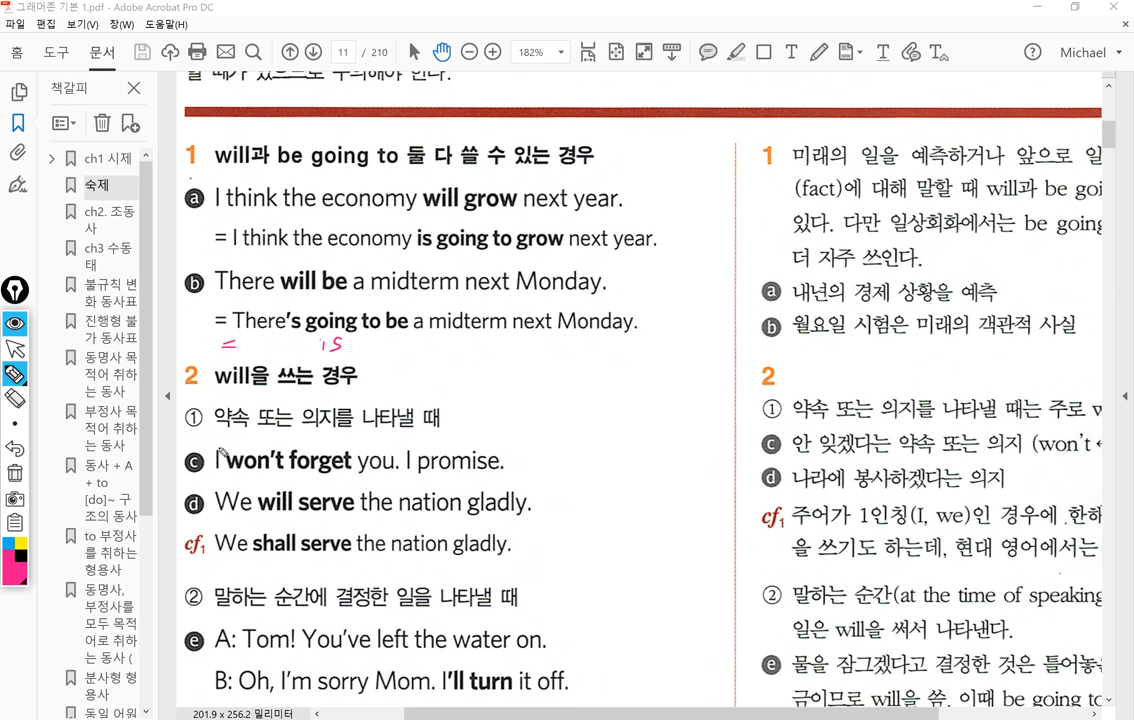 그래머존 기본 1.pdf - Adobe Acrobat Pro DC
파일 편집 보기(V) 창(W) 도움말(H)
홈 도구 문서 11 / 210 182% Michael
책갈피
ch1 시제
숙제
ch2. 조동
사
ch3 수동
태
불규칙 변
화 동사표
진행형 불
가 동사표
동명사 목
적어 취하
는 동사
부정사 목
적어 취하
는 동사
동사 + A
+ to
[do]~ 구
조의 동사
to 부정사
를 취하는
형용사
동명사,
부정사를
모두 목적
어로 취하
는 동사 (
분사형 형
용사
동일 어원
1 will과 be going to 둘 다 쓸 수 있는 경우
a I think the economy will grow next year.
= I think the economy is going to grow next year.
b There will be a midterm next Monday.
= There's going to be a midterm next Monday.
is
2 will을 쓰는 경우
① 약속 또는 의지를 나타낼 때
c I won't forget you. I promise.
d We will serve the nation gladly.
cf1 We shall serve the nation gladly.
② 말하는 순간에 결정한 일을 나타낼 때
e A: Tom! You've left the water on.
B: Oh, I'm sorry Mom. I'll turn it off.
1 미래의 일을 예측하거나 앞으로 일
(fact)에 대해 말할 때 will과 be goi
있다. 다만 일상회화에서는 be going
더 자주 쓰인다.
a 내년의 경제 상황을 예측
b 월요일 시험은 미래의 객관적 사실
2
① 약속 또는 의지를 나타낼 때는 주로 w
c 안 잊겠다는 약속 또는 의지 (won't ←
d 나라에 봉사하겠다는 의지
cf1 주어가 1인칭(I, we)인 경우에 한하
을 쓰기도 하는데, 현대 영어에서는
② 말하는 순간(at the time of speaking
일은 will을 써서 나타낸다.
e 물을 잠그겠다고 결정한 것은 틀어놓은
금이므로 will을 씀. 이때 be going to
201.9 x 256.2 밀리미터